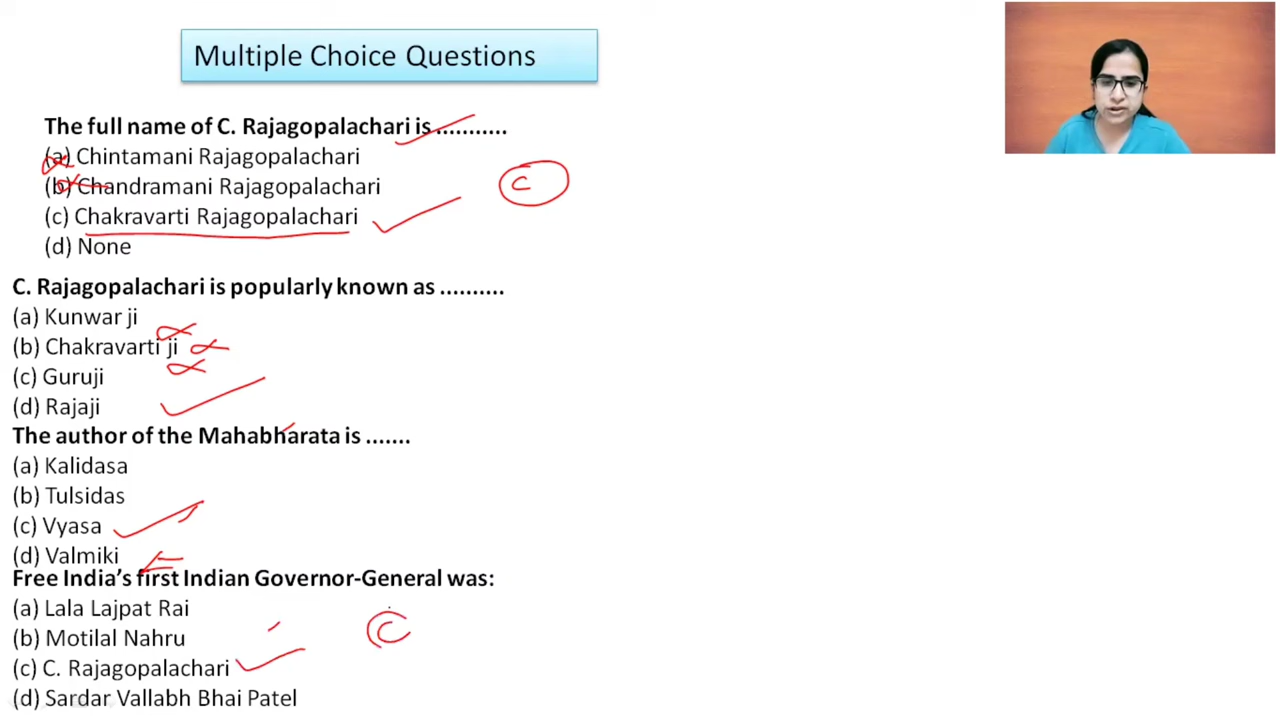 Multiple Choice Questions
The full name of C. Rajagopalachari is ...........
(a) Chintamani Rajagopalachari
(b) Chandramani Rajagopalachari
C
(c) Chakravarti Rajagopalachari
(d) None
C. Rajagopalachari is popularly known as ..........
(a) Kunwar ji
(b) Chakravarti ji
(c) Guruji
(d) Rajaji
The author of the Mahabharata is .......
(a) Kalidasa
(b) Tulsidas
(c) Vyasa
(d) Valmiki
Free India's first Indian Governor-General was:
(a) Lala Lajpat Rai
(b) Motilal Nahru
C
(c) C. Rajagopalachari
(d) Sardar Vallabh Bhai Patel